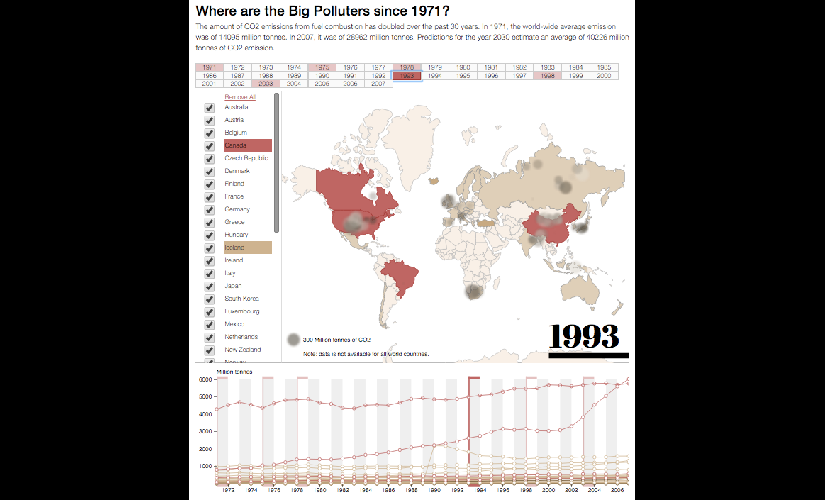 Where are the Big Polluters since 1971?
The amount of CO2 emissions from fuel combustion has doubled over the past 30 years. In 1971, the world-wide average emission
was of 14096 million tonnes. In 2007, it was of 28962 million tonnes. Predictions for the year 2030 estimate an average of 40226 million
tonnes of CO2 emission.
1971 1972 1973 1974 1975 1976 1977 1978 1979 1980 1981 1982 1983 1984 1985
1986 1987 1988 1989 1990 1991 1992 1993 1994 1995 1996 1997 1998 1999 2000
2001 2002 2003 2004 2005 2006 2007
Remove All
Australia
Austria
Belgium
Canada
Czech Republic
Denmark
Finland
France
Germany
Greece
Hungary
Iceland
Ireland
Italy
Japan
South Korea
Luxembourg
Mexico
Netherlands
New Zealand
300 Million tonnes of CO2
Note: data is not available for all world countries.
1993
Million tonnes
6000
5000
4000
3000
2000
1000
1972 1974 1976 1978 1980 1982 1984 1986 1988 1990 1992 1994 1996 1998 2000 2002 2004 2006